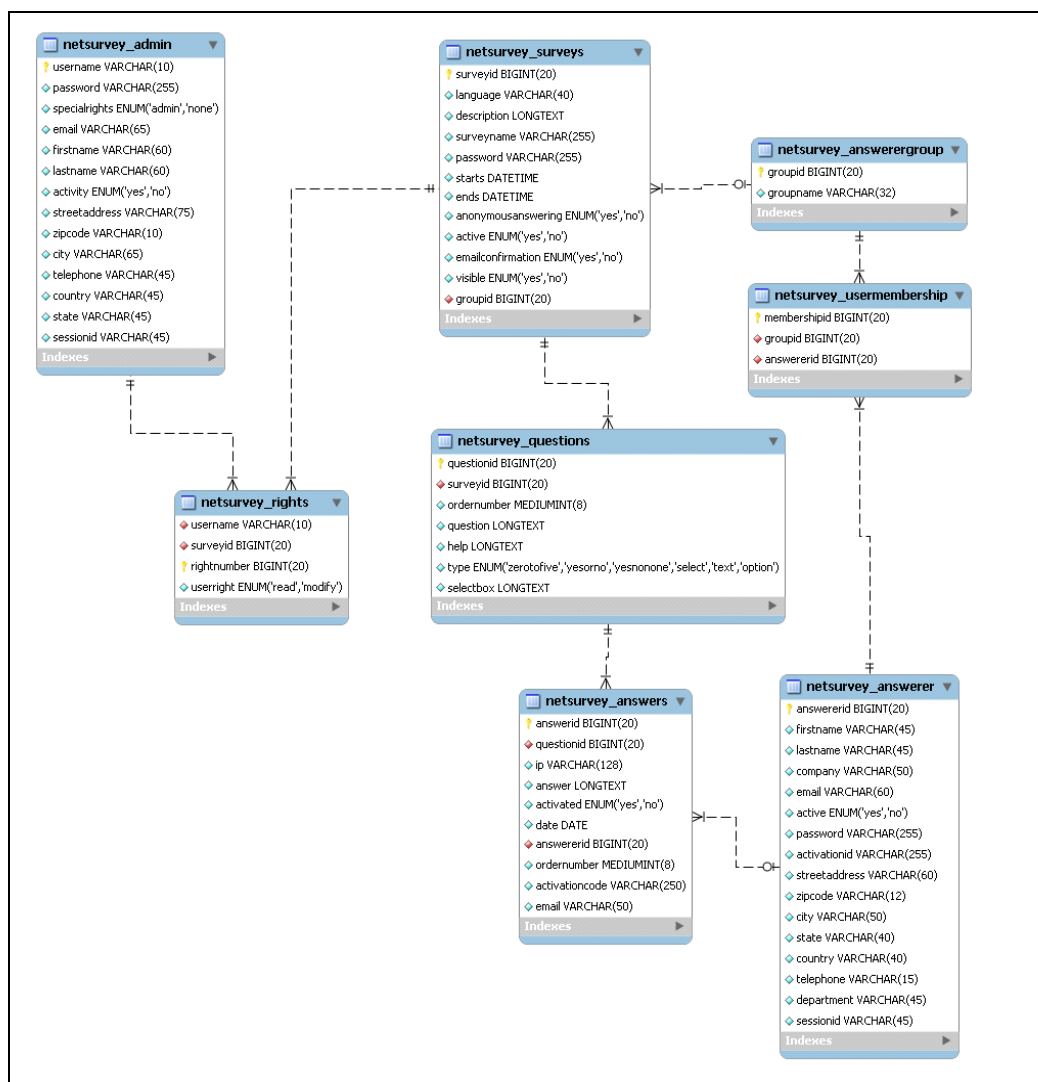 netsurvey_admin
username VARCHAR(10)
password VARCHAR(255)
specialrights ENUM('admin','none')
email VARCHAR(65)
firstname VARCHAR(60)
lastname VARCHAR(60)
activity ENUM('yes','no')
streetaddress VARCHAR(75)
zipcode VARCHAR(10)
city VARCHAR(65)
telephone VARCHAR(45)
country VARCHAR(45)
state VARCHAR(45)
sessionid VARCHAR(45)
Indexes
netsurvey_surveys
surveyid BIGINT(20)
language VARCHAR(40)
description LONGTEXT
surveyname VARCHAR(255)
password VARCHAR(255)
starts DATETIME
ends DATETIME
anonymousanswering ENUM('yes','no')
active ENUM('yes','no')
emailconfirmation ENUM('yes','no')
visible ENUM('yes','no')
groupid BIGINT(20)
Indexes
netsurvey_answerergroup
groupid BIGINT(20)
groupname VARCHAR(32)
Indexes
netsurvey_usermembership
membershipid BIGINT(20)
groupid BIGINT(20)
answererid BIGINT(20)
Indexes
netsurvey_questions
questionid BIGINT(20)
surveyid BIGINT(20)
ordernumber MEDIUMINT(8)
question LONGTEXT
help LONGTEXT
type ENUM('zerotofive','yesorno','yesnonone','select','text','option')
selectbox LONGTEXT
Indexes
netsurvey_rights
username VARCHAR(10)
surveyid BIGINT(20)
rightnumber BIGINT(20)
userright ENUM('read','modify')
Indexes
netsurvey_answers
answerid BIGINT(20)
questionid BIGINT(20)
ip VARCHAR(128)
answer LONGTEXT
activated ENUM('yes','no')
date DATE
answererid BIGINT(20)
ordernumber MEDIUMINT(8)
activationcode VARCHAR(250)
email VARCHAR(50)
Indexes
netsurvey_answerer
answererid BIGINT(20)
firstname VARCHAR(45)
lastname VARCHAR(45)
company VARCHAR(50)
email VARCHAR(60)
active ENUM('yes','no')
password VARCHAR(255)
activationid VARCHAR(255)
streetaddress VARCHAR(60)
zipcode VARCHAR(12)
city VARCHAR(50)
state VARCHAR(40)
country VARCHAR(40)
telephone VARCHAR(15)
department VARCHAR(45)
sessionid VARCHAR(45)
Indexes